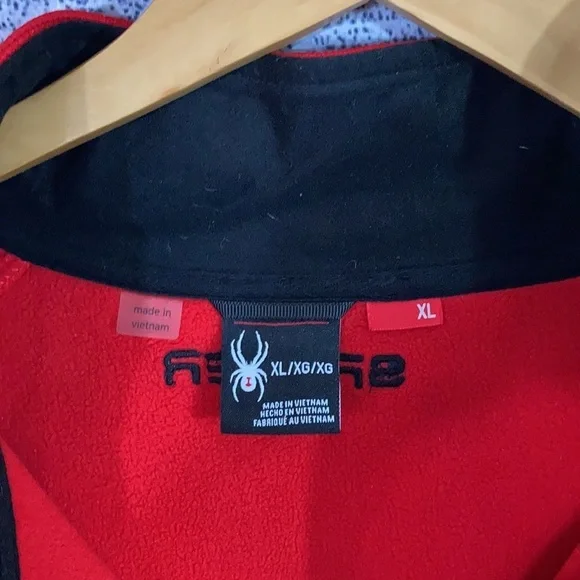 made in
vietnam
XL
XL/XG/XG
MADE IN VIETNAM
HECHO EN VIETNAM
FABRIQUÉ AU VIETNAM